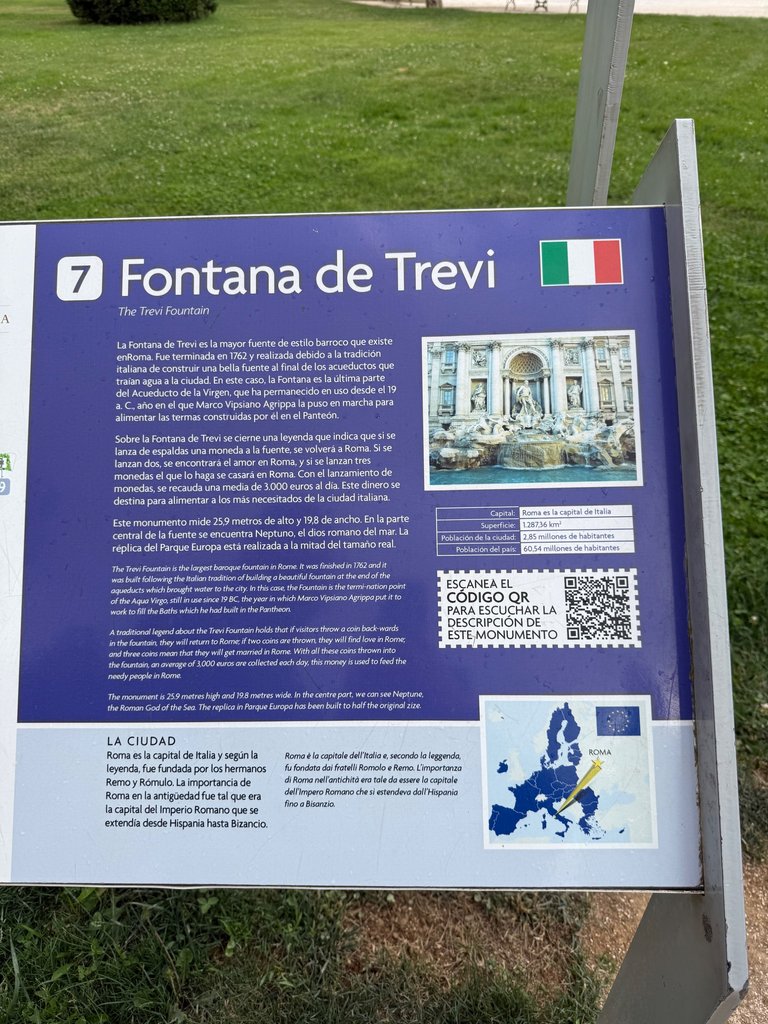 A
9
7 Fontana de Trevi
The Trevi Fountain
La Fontana de Trevi es la mayor fuente de estilo barroco que existe
enRoma. Fue terminada en 1762 y realizada debido a la tradición
italiana de construir una bella fuente al final de los acueductos que
traían agua a la ciudad. En este caso, la Fontana es la última parte
del Acueducto de la Virgen, que ha permanecido en uso desde el 19
a. C., año en el que Marco Vipsiano Agrippa la puso en marcha para
alimentar las termas construidas por él en el Panteón.
Sobre la Fontana de Trevi se cierne una leyenda que indica que si se
lanza de espaldas una moneda a la fuente, se volverá a Roma. Si se
lanzan dos, se encontrará el amor en Roma, y si se lanzan tres
monedas el que lo haga se casará en Roma. Con el lanzamiento de
monedas, se recauda una media de 3.000 euros al día. Este dinero se
destina para alimentar a los más necesitados de la ciudad italiana.
Este monumento mide 25,9 metros de alto y 19,8 de ancho. En la parte
central de la fuente se encuentra Neptuno, el dios romano del mar. La
réplica del Parque Europa está realizada a la mitad del tamaño real.
The Trevi Fountain is the largest baroque fountain in Rome. It was finished in 1762 and it
was built following the Italian tradition of building a beautiful fountain at the end of the
aqueducts which brought water to the city. In this case, the Fountain is the termi-nation point
of the Aqua Virgo, still in use since 19 BC, the year in which Marco Vipsiano Agrippa put it to
work to fill the Baths which he had built in the Pantheon.
A traditional legend about the Trevi Fountain holds that if visitors throw a coin back-wards
in the fountain, they will return to Rome; if two coins are thrown, they will find love in Rome;
and three coins mean that they will get married in Rome. With all these coins thrown into
the fountain, an average of 3,000 euros are collected each day, this money is used to feed the
needy people in Rome.
The monument is 25.9 metres high and 19.8 metres wide. In the centre part, we can see Neptune,
the Roman God of the Sea. The replica in Parque Europa has been built to half the original zize.
Capital: Roma es la capital de Italia
Superficie: 1.287,36 km²
Población de la ciudad: 2,85 millones de habitantes
Población del país: 60,54 millones de habitantes
ESCANEA EL
CÓDIGO QR
PARA ESCUCHAR LA
DESCRIPCIÓN DE
ESTE MONUMENTO
LA CIUDAD
Roma es la capital de Italia y según la
leyenda, fue fundada por los hermanos
Remo y Rómulo. La importancia de
Roma en la antigüedad fue tal que era
la capital del Imperio Romano que se
extendía desde Hispania hasta Bizancio.
Roma è la capitale dell'Italia e, secondo la leggenda,
fu fondata dai fratelli Romolo e Remo. L'importanza
di Roma nell'antichità era tale da essere la capitale
dell'Impero Romano che si estendeva dall'Hispania
fino a Bisanzio.
ROMA